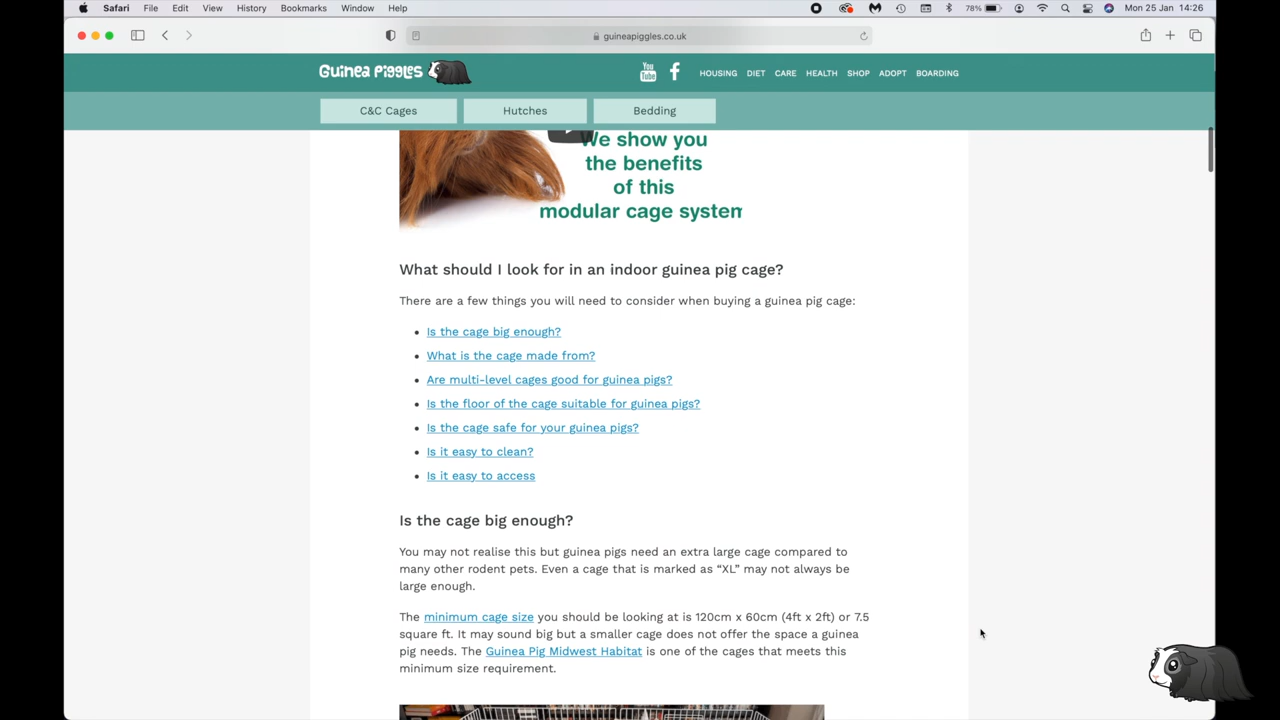 Safari File Edit View History Bookmarks Window Help 78% Mon 25 Jan 14:26
guineapiggles.co.uk
Guinea Piggles You Tube f HOUSING DIET CARE HEALTH SHOP ADOPT BOARDING
C&C Cages Hutches Bedding
We show you
the benefits
of this
modular cage system
What should I look for in an indoor guinea pig cage?
There are a few things you will need to consider when buying a guinea pig cage:
• Is the cage big enough?
• What is the cage made from?
• Are multi-level cages good for guinea pigs?
• Is the floor of the cage suitable for guinea pigs?
• Is the cage safe for your guinea pigs?
• Is it easy to clean?
• Is it easy to access
Is the cage big enough?
You may not realise this but guinea pigs need an extra large cage compared to
many other rodent pets. Even a cage that is marked as “XL” may not always be
large enough.
The minimum cage size you should be looking at is 120cm x 60cm (4ft x 2ft) or 7.5
square ft. It may sound big but a smaller cage does not offer the space a guinea
pig needs. The Guinea Pig Midwest Habitat is one of the cages that meets this
minimum size requirement.